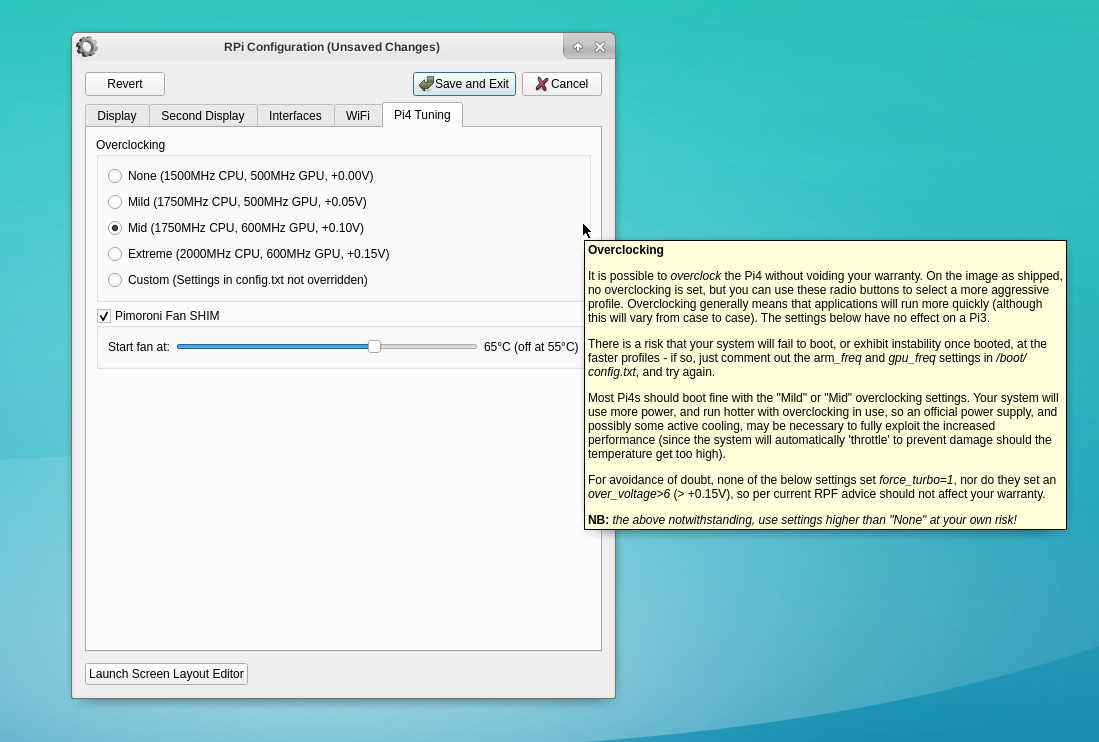 RPi Configuration (Unsaved Changes)
Revert
Save and Exit
Cancel
Display
Second Display
Interfaces
WiFi
Pi4 Tuning
Overclocking
None (1500MHz CPU, 500MHz GPU, +0.00V)
Mild (1750MHz CPU, 500MHz GPU, +0.05V)
Mid (1750MHz CPU, 600MHz GPU, +0.10V)
Extreme (2000MHz CPU, 600MHz GPU, +0.15V)
Custom (Settings in config.txt not overridden)
Pimoroni Fan SHIM
Start fan at:
65°C (off at 55°C)
Overclocking
It is possible to overclock the Pi4 without voiding your warranty. On the image as shipped,
no overclocking is set, but you can use these radio buttons to select a more aggressive
profile. Overclocking generally means that applications will run more quickly (although
this will vary from case to case). The settings below have no effect on a Pi3.
There is a risk that your system will fail to boot, or exhibit instability once booted, at the
faster profiles - if so, just comment out the arm_freq and gpu_freq settings in /boot/
config.txt, and try again.
Most Pi4s should boot fine with the "Mild" or "Mid" overclocking settings. Your system will
use more power, and run hotter with overclocking in use, so an official power supply, and
possibly some active cooling, may be necessary to fully exploit the increased
performance (since the system will automatically 'throttle' to prevent damage should the
temperature get too high).
For avoidance of doubt, none of the below settings set force_turbo=1, nor do they set an
over_voltage>6 (> +0.15V), so per current RPF advice should not affect your warranty.
NB: the above notwithstanding, use settings higher than "None" at your own risk!
Launch Screen Layout Editor